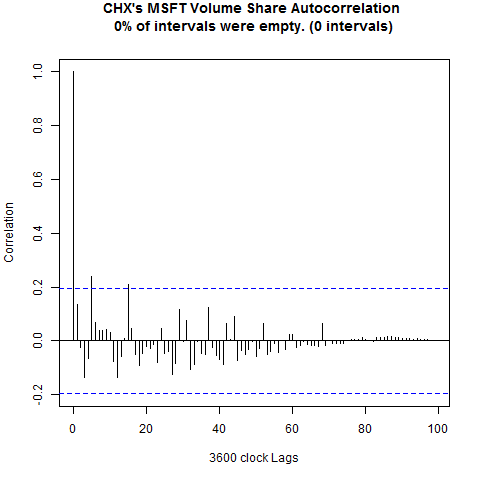 CHX's MSFT Volume Share Autocorrelation
0% of intervals were empty. (0 intervals)
Correlation
1.0
0.8
0.6
0.4
0.2
0.0
-0.2
0 20 40 60 80 100
3600 clock Lags